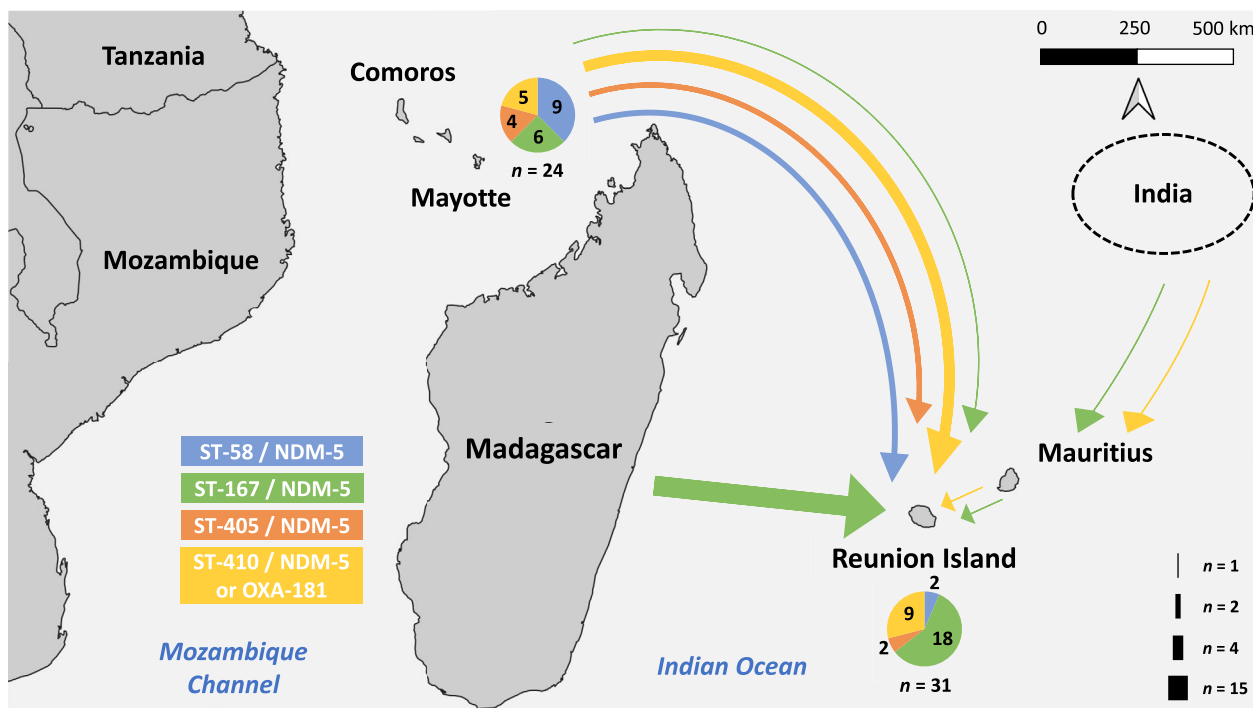 0 250 500 km
Tanzania
Comoros
5 9
4 6
n = 24
India
Mayotte
Mozambique
Madagascar
Mauritius
ST-58 / NDM-5
ST-167 / NDM-5
ST-405 / NDM-5
ST-410 / NDM-5
or OXA-181
Reunion Island
2
9
18
2
n = 31
n = 1
n = 2
n = 4
n = 15
Mozambique
Channel
Indian Ocean